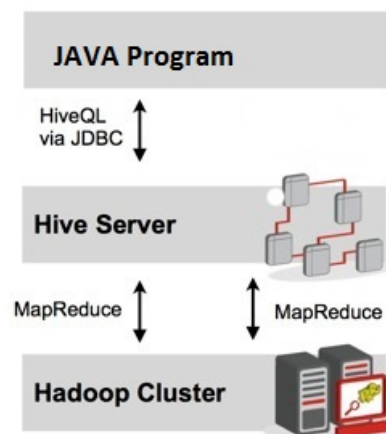 JAVA Program
HiveQL
via JDBC
Hive Server
MapReduce
MapReduce
Hadoop Cluster